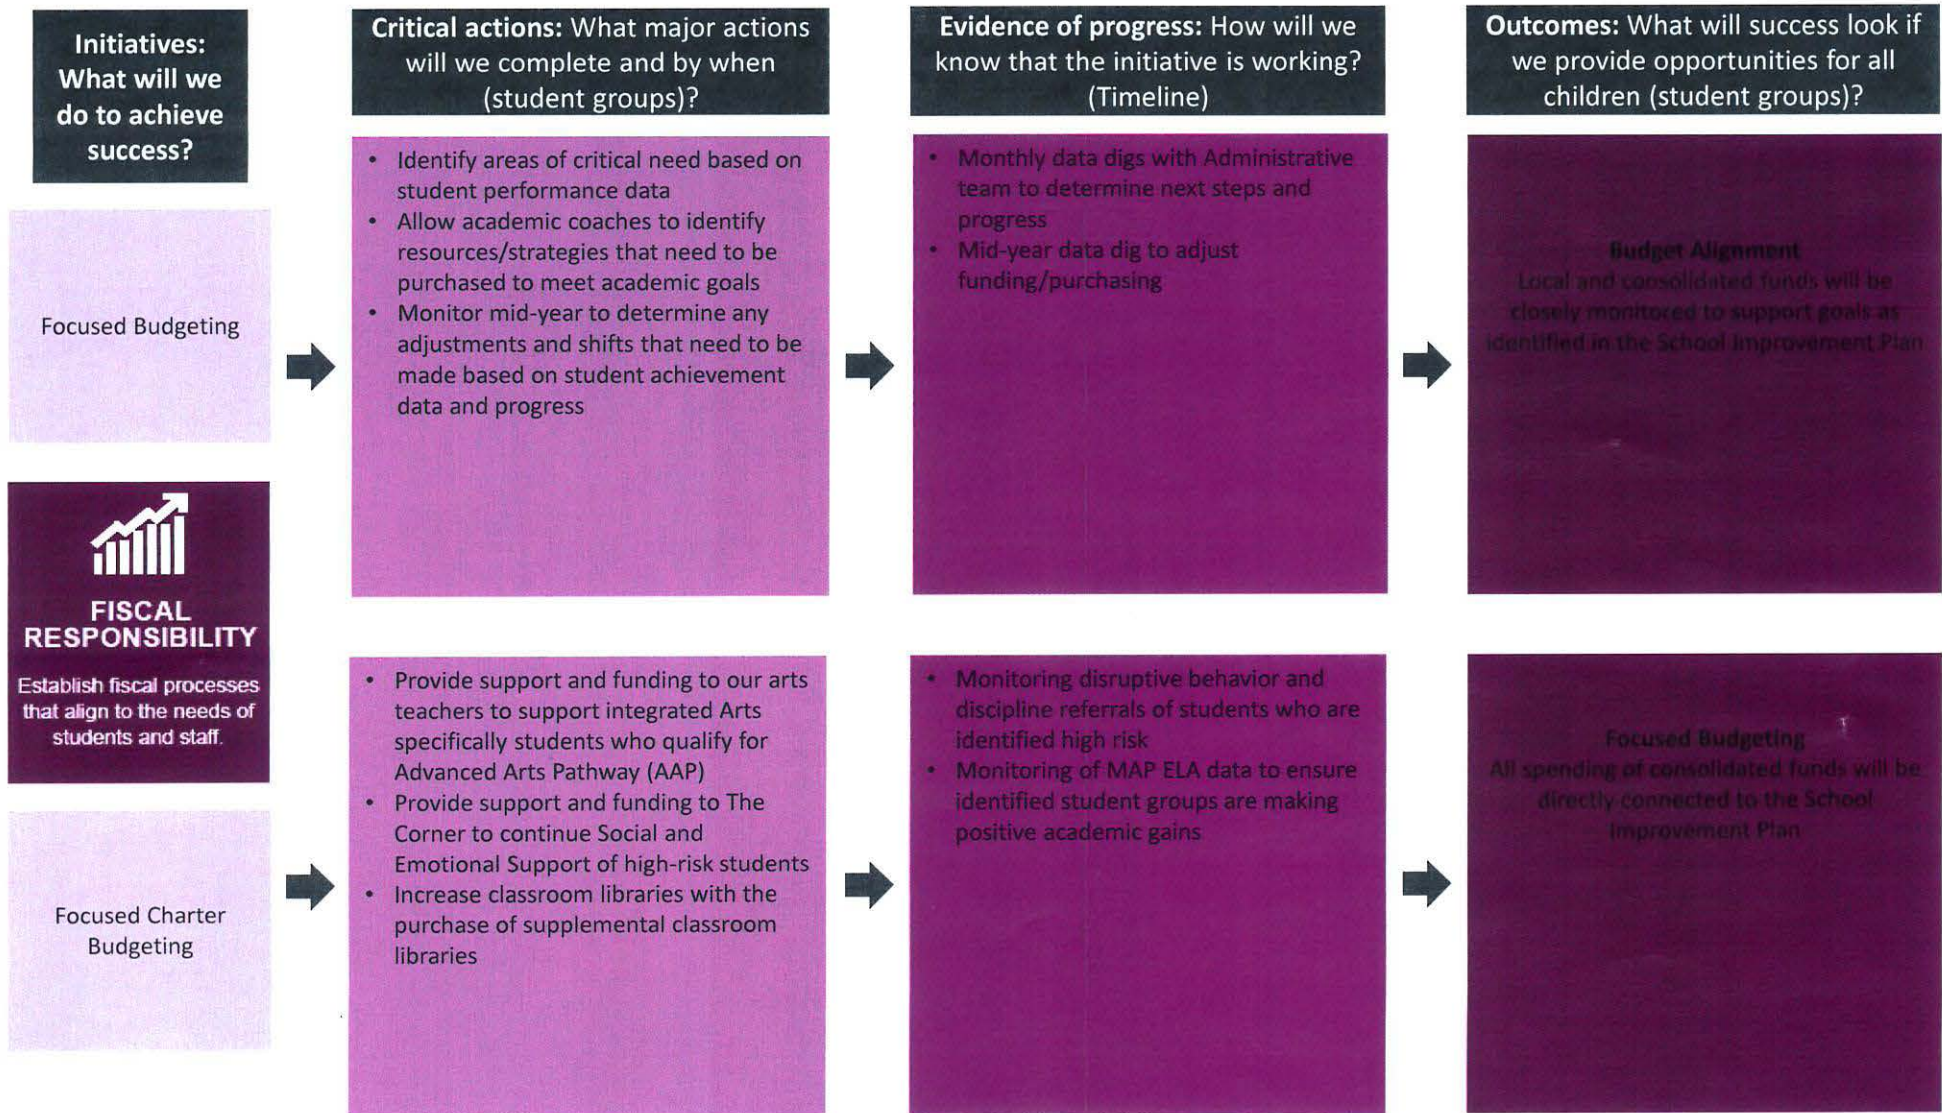 Initiatives:
What will we
do to achieve
success?
Critical actions: What major actions
will we complete and by when
(student groups)?
Evidence of progress: How will we
know that the initiative is working?
(Timeline)
Outcomes: What will success look if
we provide opportunities for all
children (student groups)?
Focused Budgeting
• Identify areas of critical need based on
student performance data
• Allow academic coaches to identify
resources/strategies that need to be
purchased to meet academic goals
• Monitor mid-year to determine any
adjustments and shifts that need to be
made based on student achievement
data and progress
• Monthly data digs with Administrative
team to determine next steps and
progress
• Mid-year data dig to adjust
funding/purchasing
Budget Alignment
Local and consolidated funds will be
closely monitored to support goals as
identified in the School Improvement Plan
FISCAL
RESPONSIBILITY
Establish fiscal processes
that align to the needs of
students and staff.
Focused Charter
Budgeting
• Provide support and funding to our arts
teachers to support integrated Arts
specifically students who qualify for
Advanced Arts Pathway (AAP)
• Provide support and funding to The
Corner to continue Social and
Emotional Support of high-risk students
• Increase classroom libraries with the
purchase of supplemental classroom
libraries
• Monitoring disruptive behavior and
discipline referrals of students who are
identified high risk
• Monitoring of MAP ELA data to ensure
identified student groups are making
positive academic gains
Focused Budgeting
All spending of consolidated funds will be
directly connected to the School
Improvement Plan